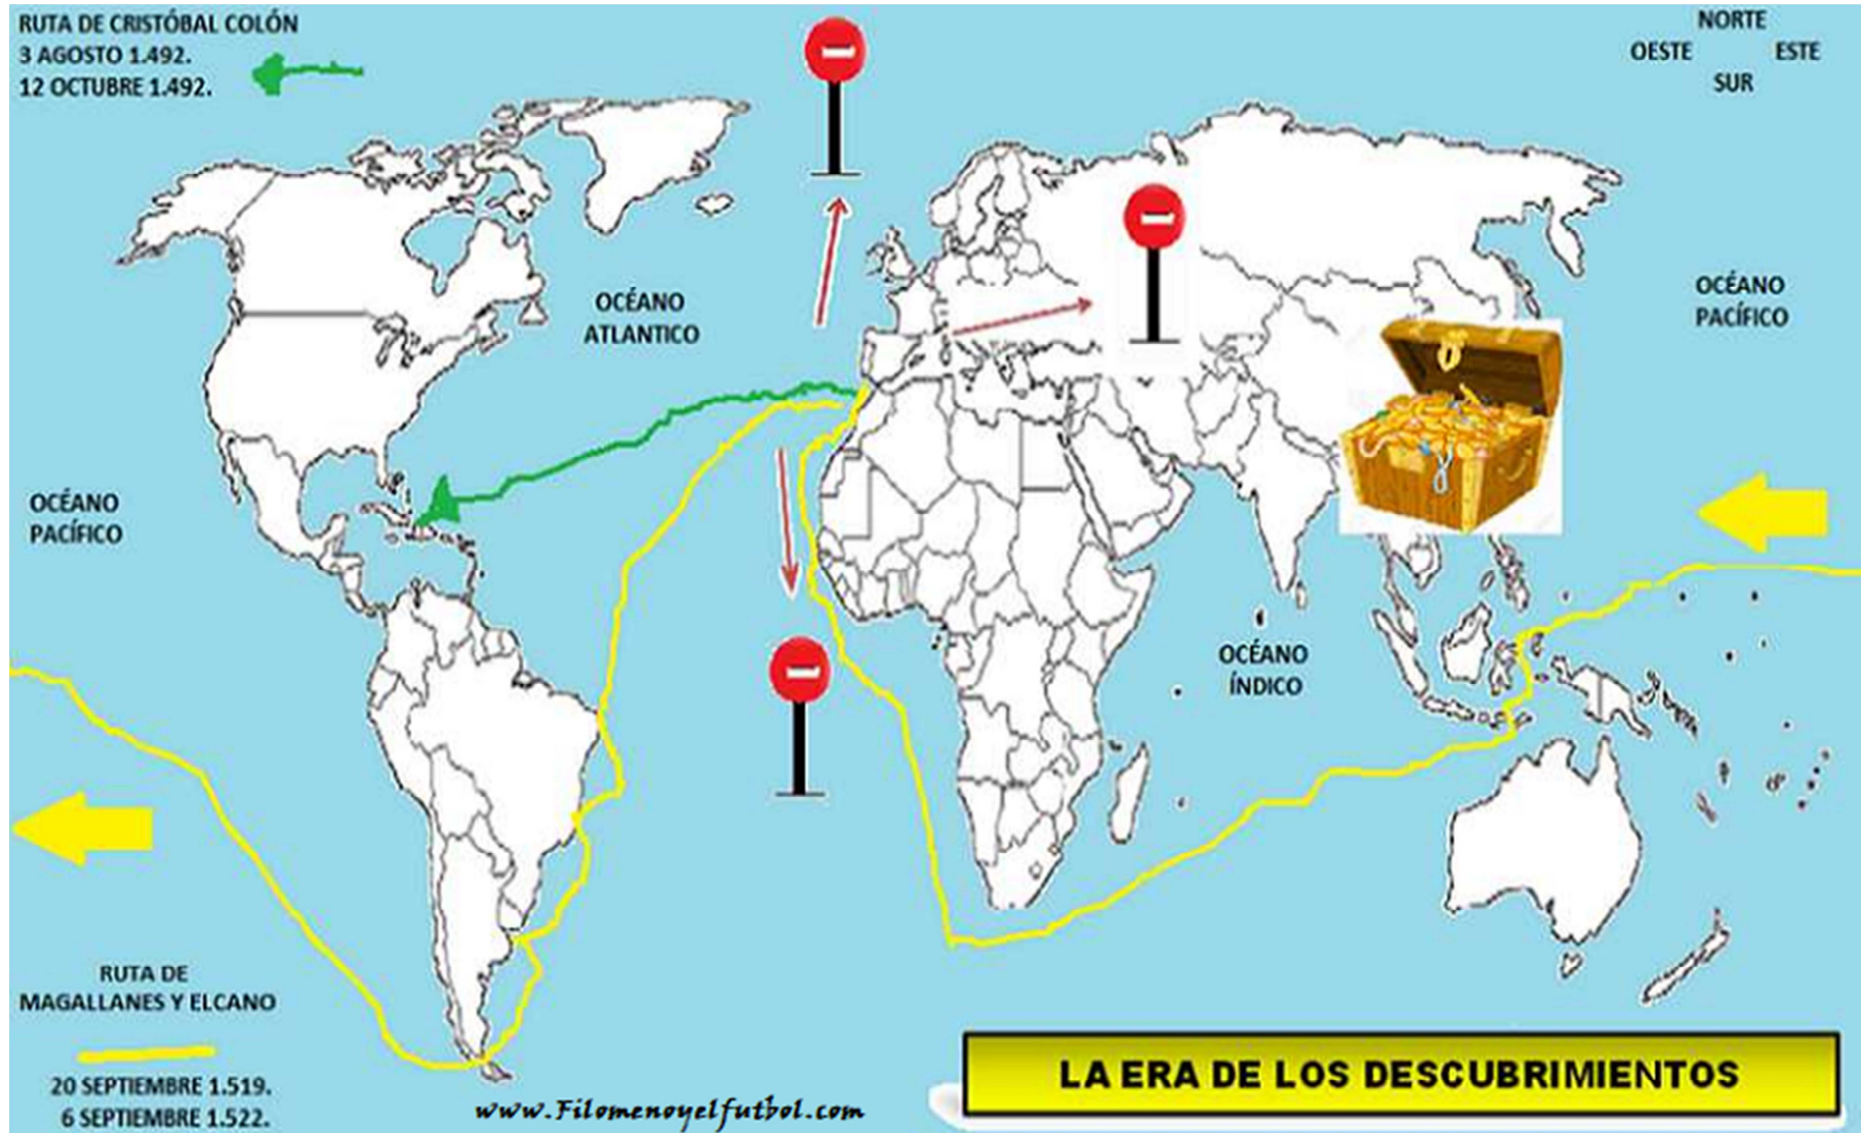 RUTA DE CRISTÓBAL COLÓN
3 AGOSTO 1.492.
12 OCTUBRE 1.492.
NORTE
OESTE ESTE
SUR
OCÉANO
ATLANTICO
OCÉANO
PACÍFICO
OCÉANO
PACÍFICO
OCÉANO
ÍNDICO
RUTA DE
MAGALLANES Y ELCANO
20 SEPTIEMBRE 1.519.
6 SEPTIEMBRE 1.522.
www.Filomenoyelfutbol.com
LA ERA DE LOS DESCUBRIMIENTOS